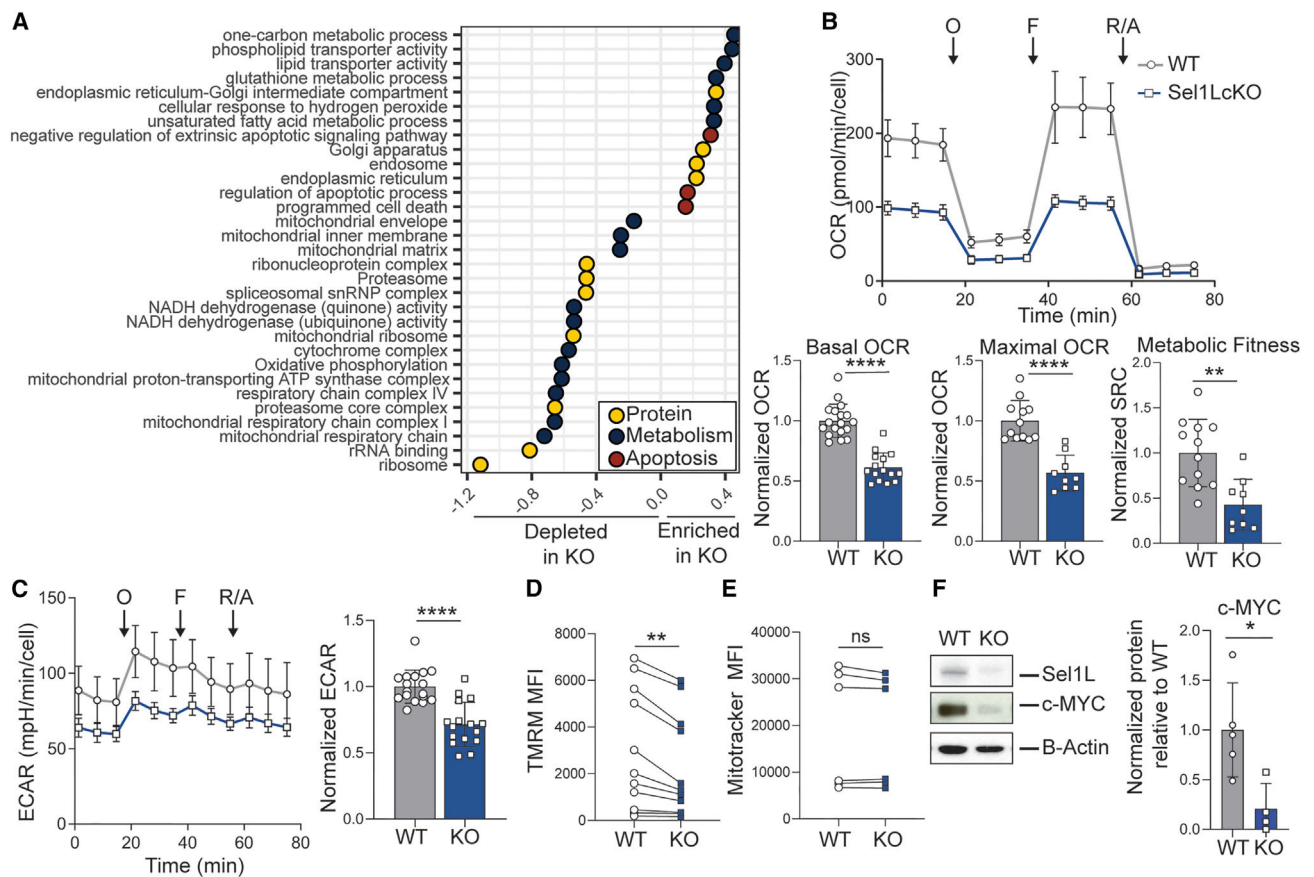 A
one-carbon metabolic process
phospholipid transporter activity
lipid transporter activity
glutathione metabolic process
endoplasmic reticulum-Golgi intermediate compartment
cellular response to hydrogen peroxide
unsaturated fatty acid metabolic process
negative regulation of extrinsic apoptotic signaling pathway
Golgi apparatus
endosome
endoplasmic reticulum
regulation of apoptotic process
programmed cell death
mitochondrial envelope
mitochondrial inner membrane
mitochondrial matrix
ribonucleoprotein complex
Proteasome
spliceosomal snRNP complex
NADH dehydrogenase (quinone) activity
NADH dehydrogenase (ubiquinone) activity
mitochondrial ribosome
cytochrome complex
Oxidative phosphorylation
mitochondrial proton-transporting ATP synthase complex
respiratory chain complex IV
proteasome core complex
mitochondrial respiratory chain complex I
mitochondrial respiratory chain
rRNA binding
ribosome
Protein
Metabolism
Apoptosis
-1.2 -0.8 -0.4 0.0 0.4
Depleted
in KO
Enriched
in KO
B
O F R/A
WT
Sel1LcKO
OCR (pmol/min/cell)
300
200
100
0
0 20 40 60 80
Time (min)
Basal OCR
****
Normalized OCR
1.5
1.0
0.5
0.0
WT KO
Maximal OCR
****
Normalized OCR
1.5
1.0
0.5
0.0
WT KO
Metabolic Fitness
**
Normalized SRC
2.0
1.5
1.0
0.5
0.0
WT KO
C
O F R/A
ECAR (mpH/min/cell)
150
100
50
0
0 20 40 60 80
Time (min)
****
Normalized ECAR
1.5
1.0
0.5
0.0
WT KO
D
**
TMRM MFI
8000
6000
4000
2000
0
WT KO
E
ns
Mitotracker MFI
40000
30000
20000
10000
0
WT KO
F
WT KO
Sel1L
c-MYC
B-Actin
c-MYC
*
Normalized protein
relative to WT
2.0
1.5
1.0
0.5
0.0
WT KO